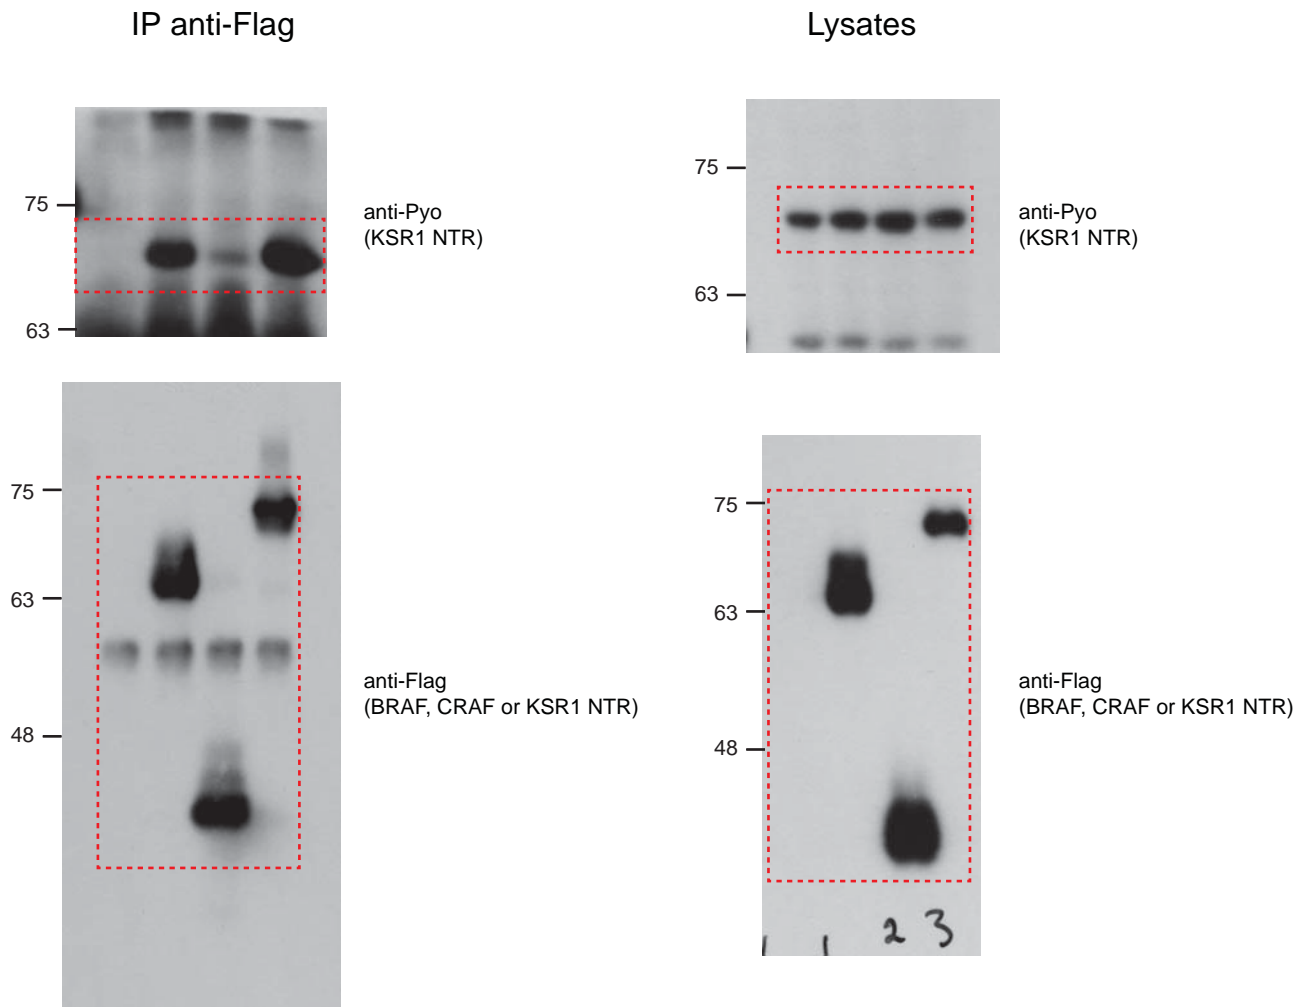 IP anti-Flag
Lysates
75
63
anti-Pyo
(KSR1 NTR)
75
63
anti-Pyo
(KSR1 NTR)
75
63
48
anti-Flag
(BRAF, CRAF or KSR1 NTR)
75
63
48
anti-Flag
(BRAF, CRAF or KSR1 NTR)
1 2 3